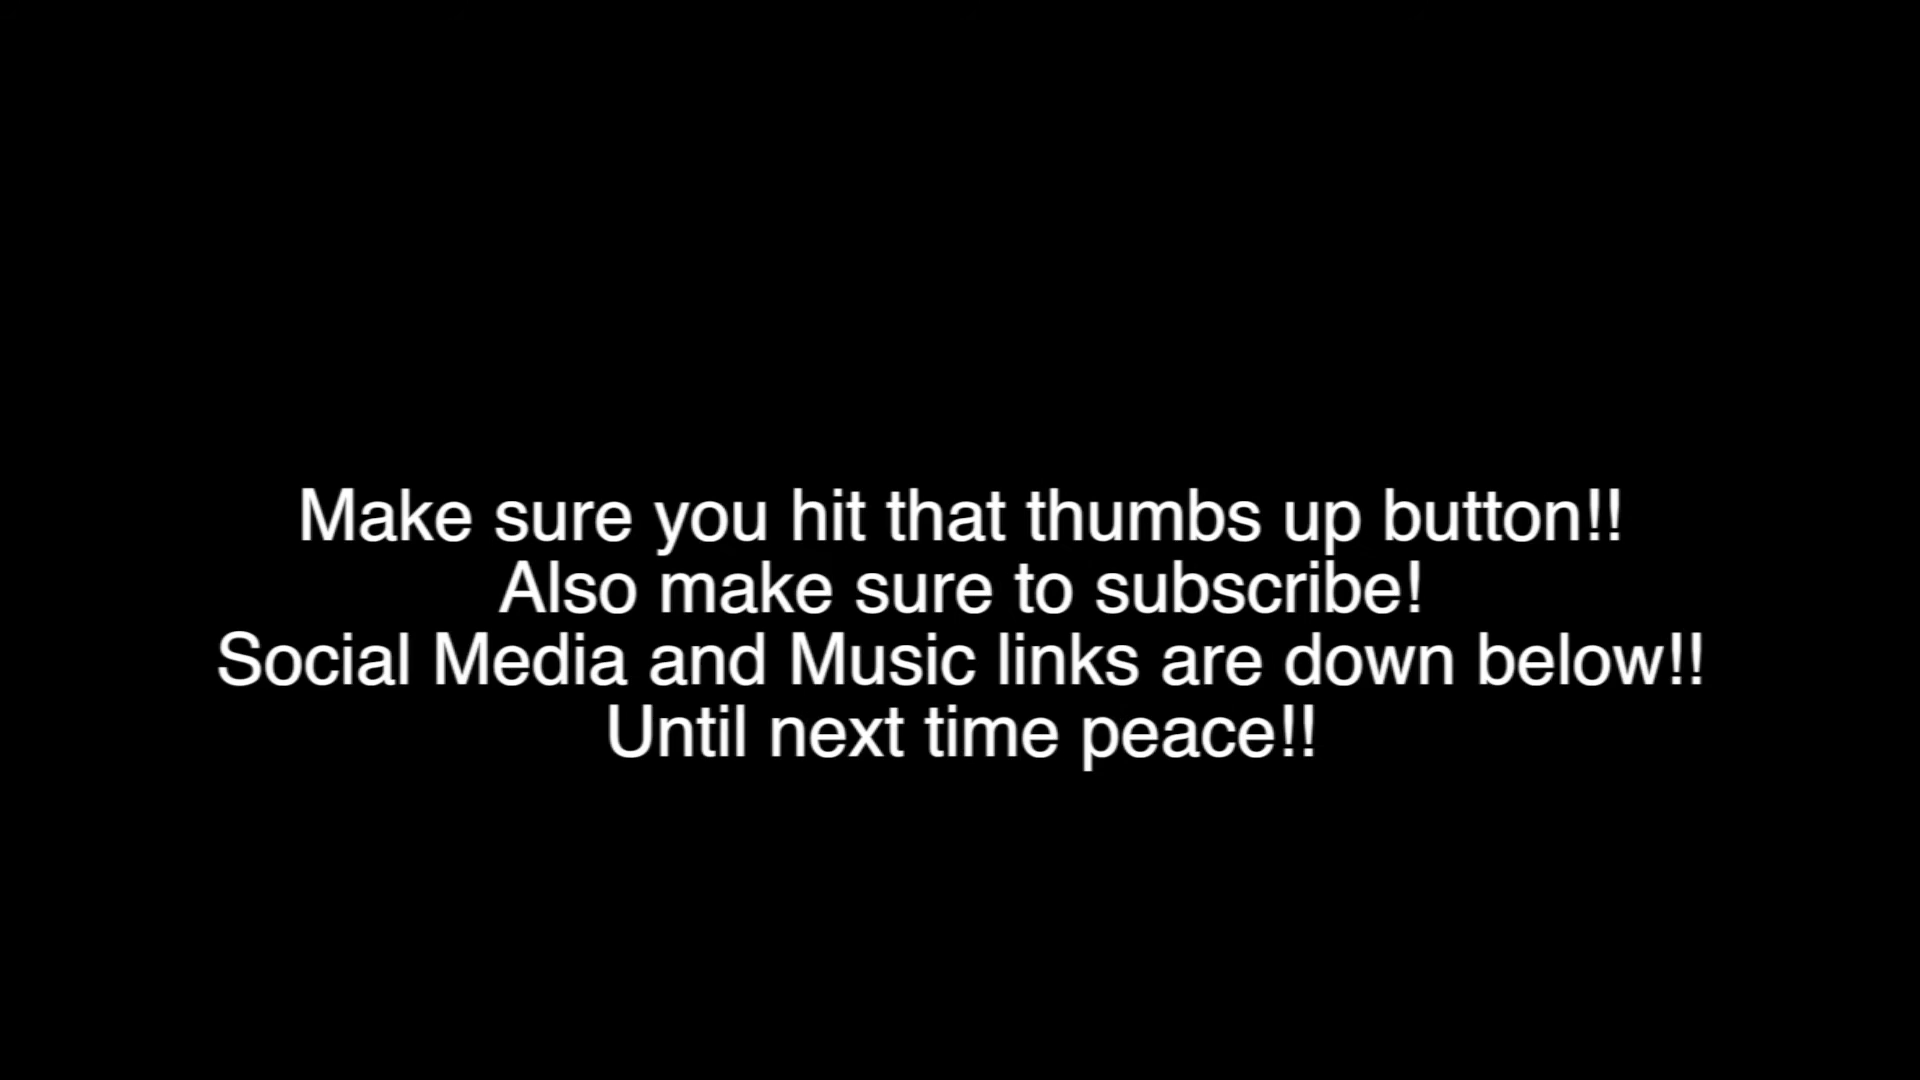 Make sure you hit that thumbs up button!!
Also make sure to subscribe!
Social Media and Music links are down below!!
Until next time peace!!